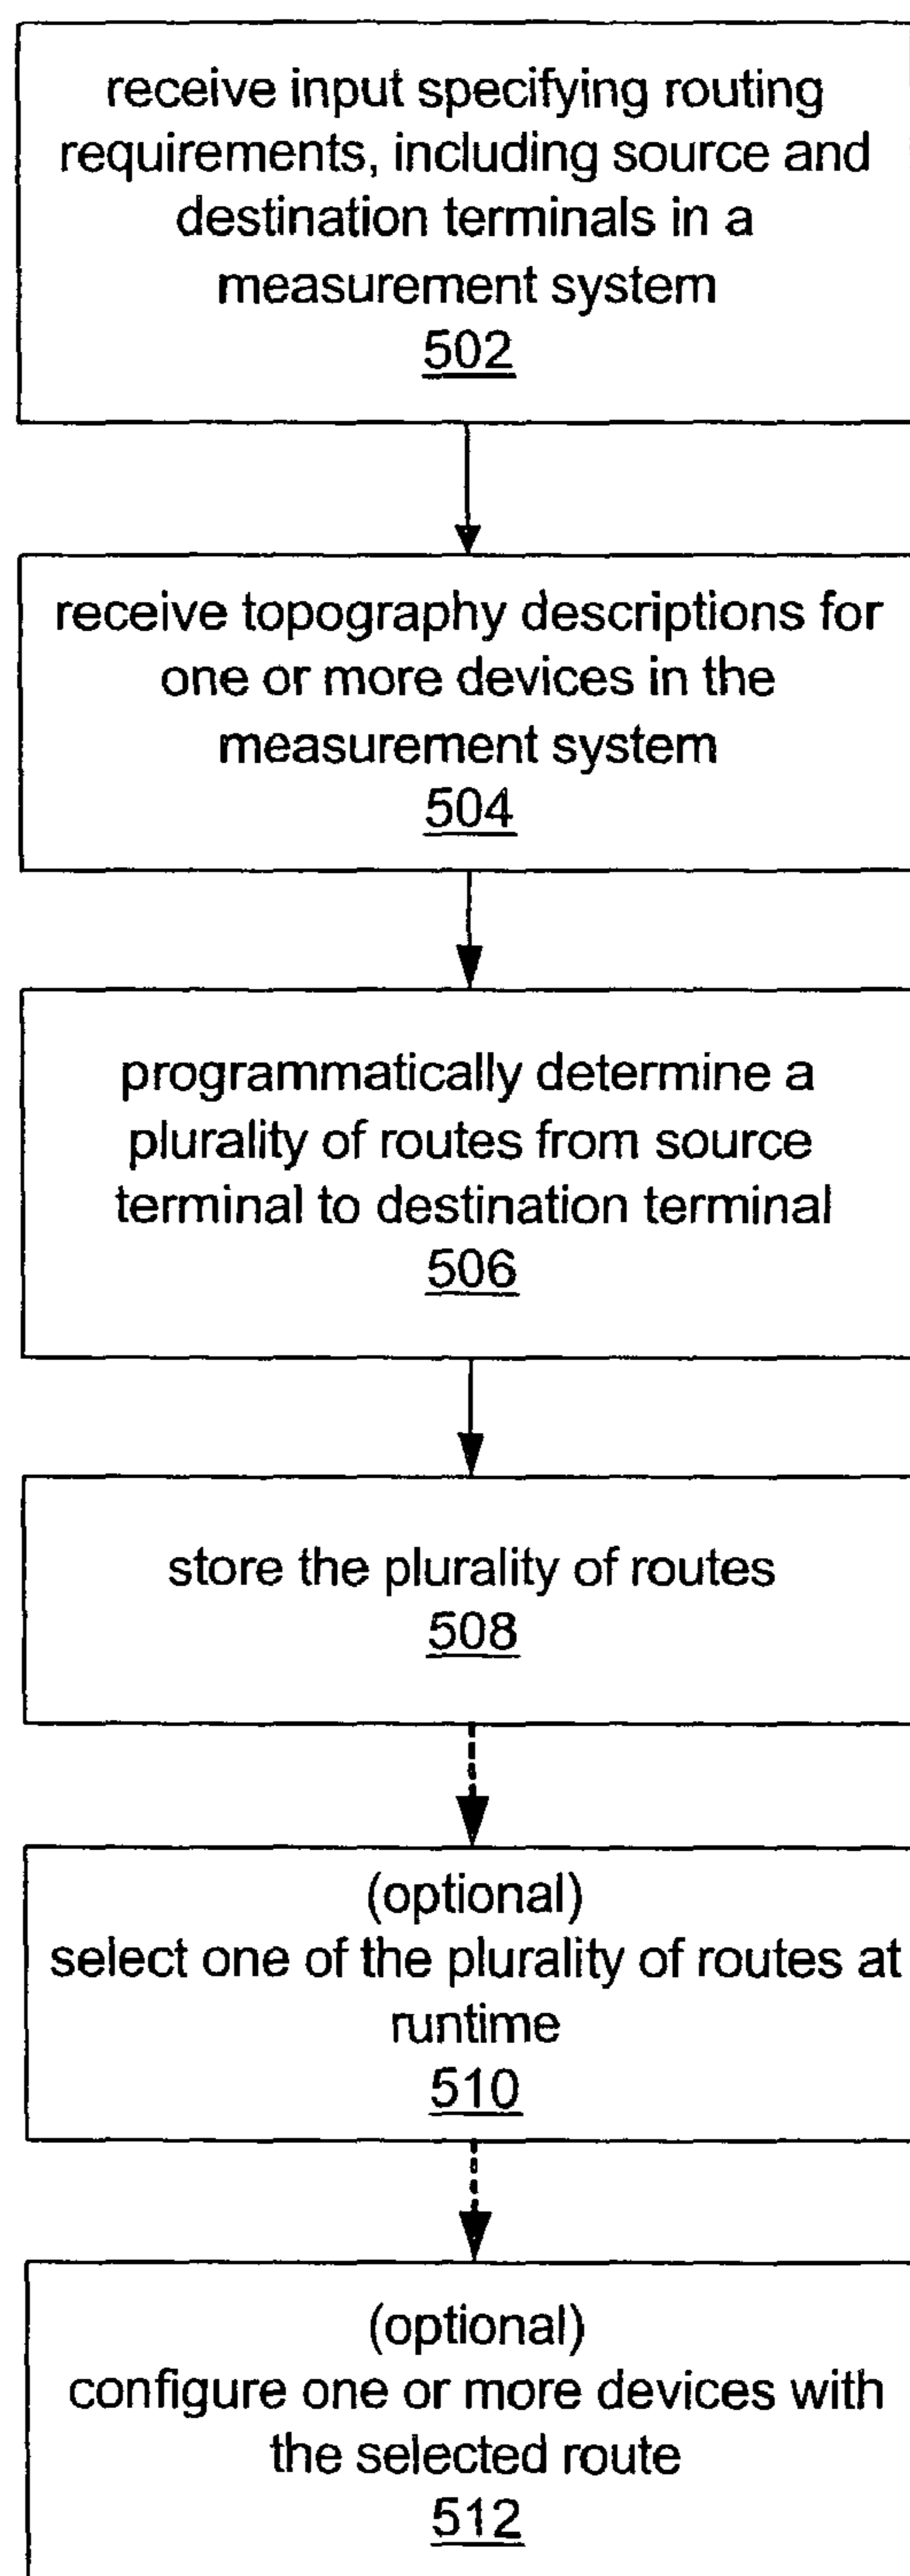 receive input specifying routing
requirements, including source and
destination terminals in a
measurement system
502
receive topography descriptions for
one or more devices in the
measurement system
504
programmatically determine a
plurality of routes from source
terminal to destination terminal
506
store the plurality of routes
508
(optional)
select one of the plurality of routes at
runtime
510
(optional)
configure one or more devices with
the selected route
512